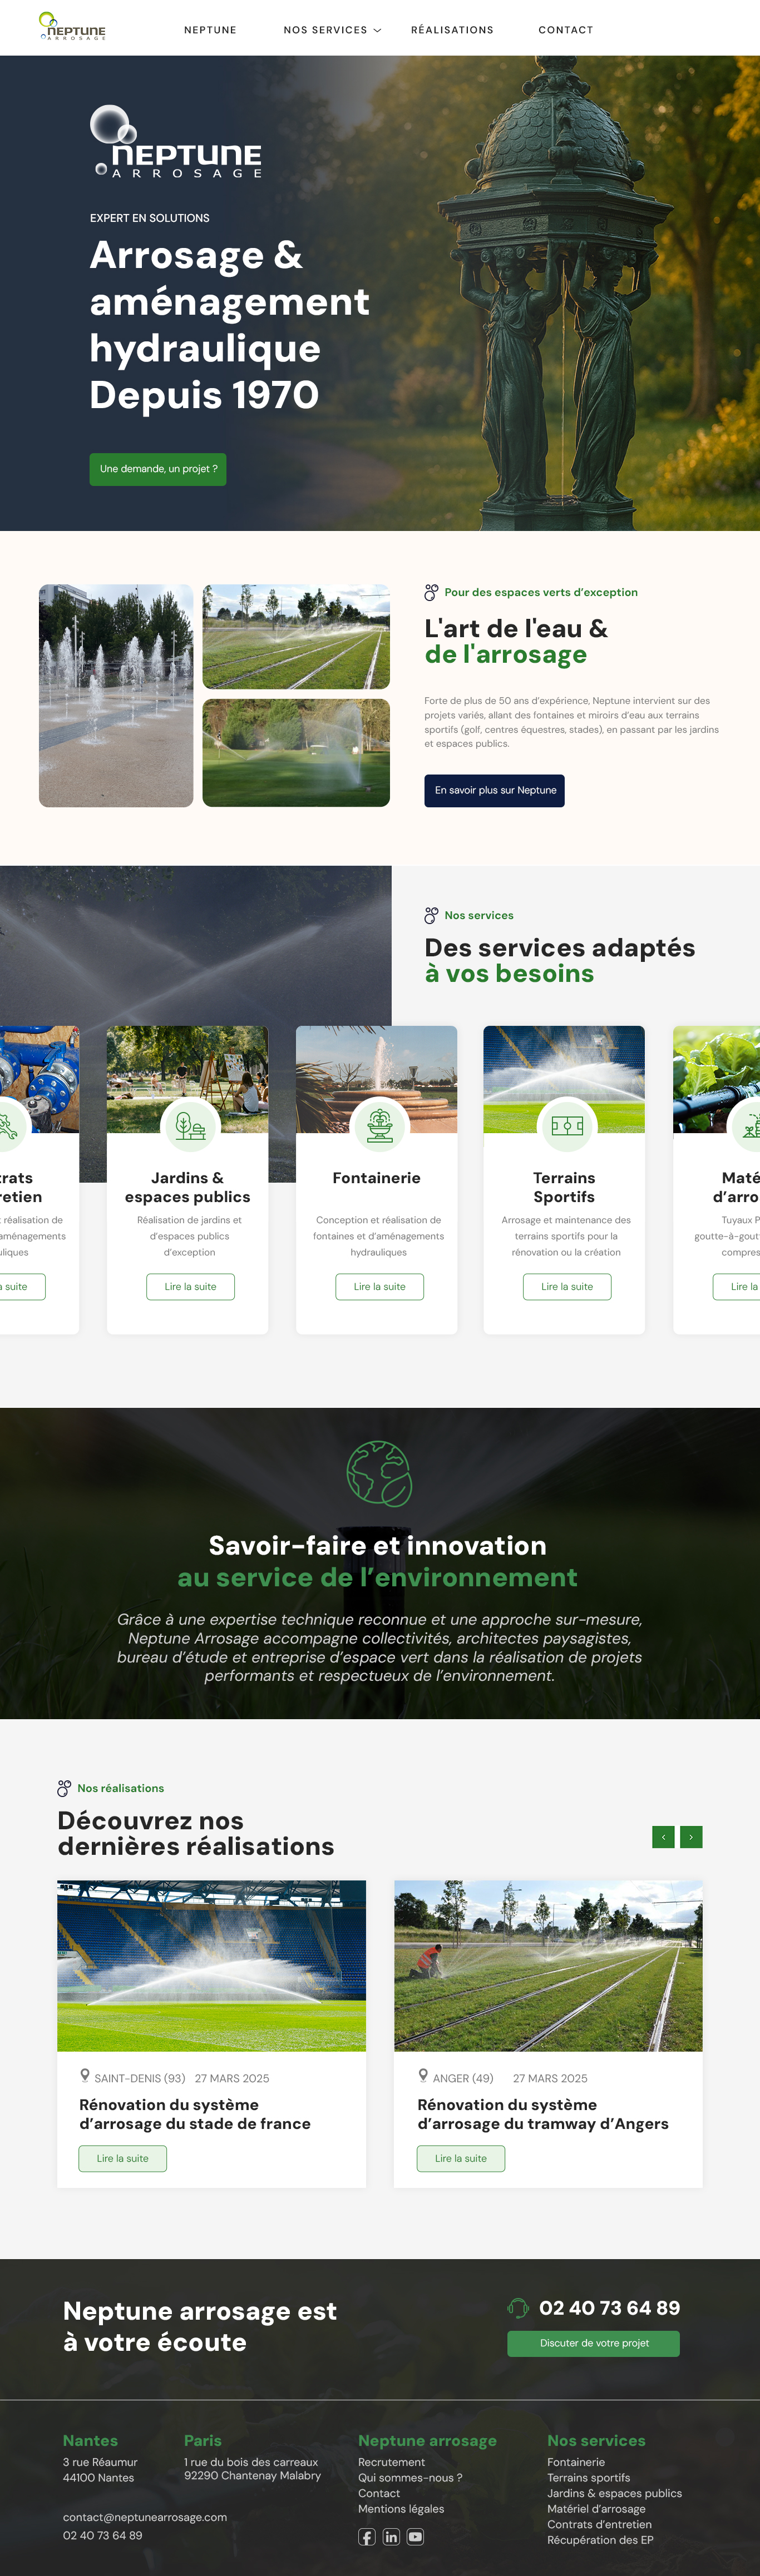 NEPTUNE
ARROSAGE
NEPTUNE
NOS SERVICES
RÉALISATIONS
CONTACT
NEPTUNE
ARROSAGE
EXPERT EN SOLUTIONS
Arrosage &
aménagement
hydraulique
Depuis 1970
Une demande, un projet ?
Pour des espaces verts d’exception
L'art de l'eau &
de l'arrosage
Forte de plus de 50 ans d’expérience, Neptune intervient sur des
projets variés, allant des fontaines et miroirs d’eau aux terrains
sportifs (golf, centres équestres, stades), en passant par les jardins
et espaces publics.
En savoir plus sur Neptune
Nos services
Des services adaptés
à vos besoins
rats
retien
réalisation de
aménagements
uliques
a suite
Jardins &
espaces publics
Réalisation de jardins et
d’espaces publics
d’exception
Lire la suite
Fontainerie
Conception et réalisation de
fontaines et d’aménagements
hydrauliques
Lire la suite
Terrains
Sportifs
Arrosage et maintenance des
terrains sportifs pour la
rénovation ou la création
Lire la suite
Maté
d’arro
Tuyaux P
goutte-à-gout
compres
Lire la
Savoir-faire et innovation
au service de l’environnement
Grâce à une expertise technique reconnue et une approche sur-mesure,
Neptune Arrosage accompagne collectivités, architectes paysagistes,
bureau d’étude et entreprise d’espace vert dans la réalisation de projets
performants et respectueux de l’environnement.
Nos réalisations
Découvrez nos
dernières réalisations
SAINT-DENIS (93) 27 MARS 2025
Rénovation du système
d’arrosage du stade de france
Lire la suite
ANGER (49) 27 MARS 2025
Rénovation du système
d’arrosage du tramway d’Angers
Lire la suite
Neptune arrosage est
à votre écoute
02 40 73 64 89
Discuter de votre projet
Nantes
3 rue Réaumur
44100 Nantes
contact@neptunearrosage.com
02 40 73 64 89
Paris
1 rue du bois des carreaux
92290 Chantenay Malabry
Neptune arrosage
Recrutement
Qui sommes-nous ?
Contact
Mentions légales
Nos services
Fontainerie
Terrains sportifs
Jardins & espaces publics
Matériel d’arrosage
Contrats d’entretien
Récupération des EP